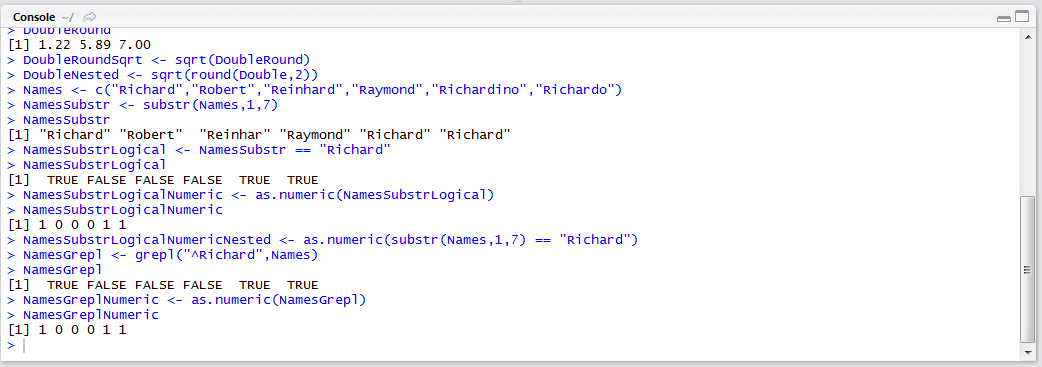 Console ~/
> DoubleRound
[1] 1.22 5.89 7.00
> DoubleRoundSqrt <- sqrt(DoubleRound)
> DoubleNested <- sqrt(round(Double,2))
> Names <- c("Richard","Robert","Reinhard","Raymond","Richardino","Richardo")
> NamesSubstr <- substr(Names,1,7)
> NamesSubstr
[1] "Richard" "Robert"  "Reinhar" "Raymond" "Richard" "Richard"
> NamesSubstrLogical <- NamesSubstr == "Richard"
> NamesSubstrLogical
[1]  TRUE FALSE FALSE FALSE  TRUE  TRUE
> NamesSubstrLogicalNumeric <- as.numeric(NamesSubstrLogical)
> NamesSubstrLogicalNumeric
[1] 1 0 0 0 1 1
> NamesSubstrLogicalNumericNested <- as.numeric(substr(Names,1,7) == "Richard")
> NamesGrepl <- grepl("^Richard",Names)
> NamesGrepl
[1]  TRUE FALSE FALSE FALSE  TRUE  TRUE
> NamesGreplNumeric <- as.numeric(NamesGrepl)
> NamesGreplNumeric
[1] 1 0 0 0 1 1
>